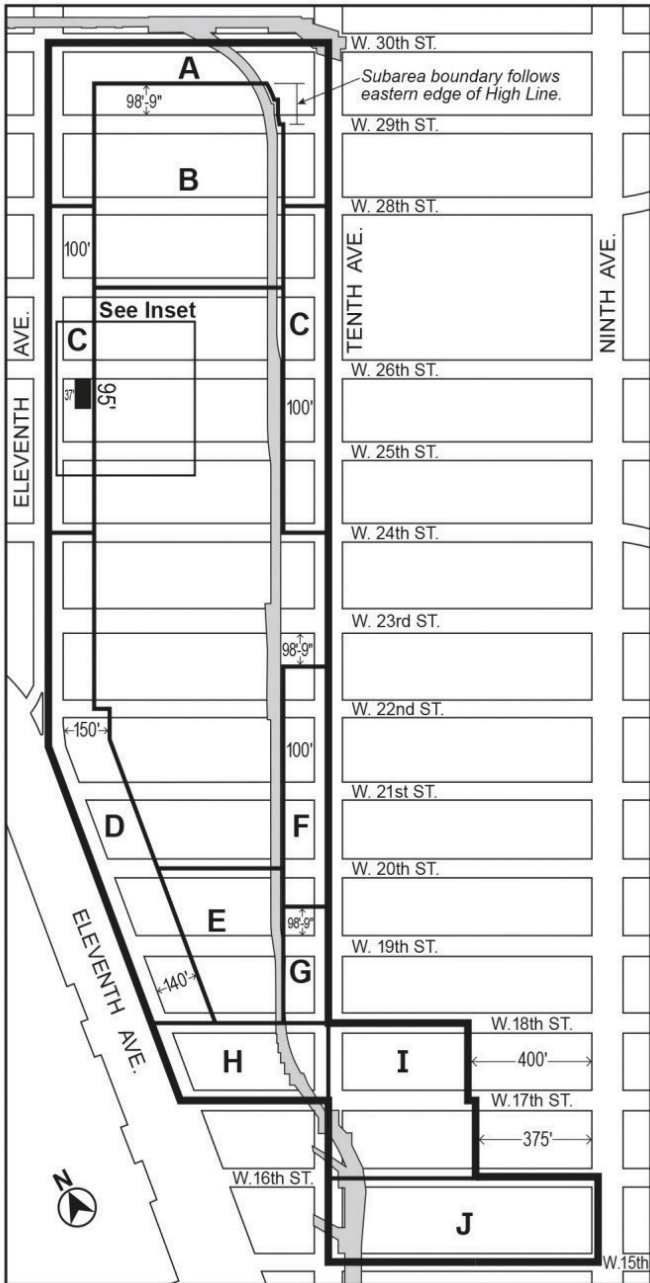 W. 30th ST.
A
Subarea boundary follows
eastern edge of High Line.
98'-9"
W. 29th ST.
B
W. 28th ST.
100'
TENTH AVE.
NINTH AVE.
See Inset
C
C
ELEVENTH AVE.
W. 26th ST.
37'
95'
100'
W. 25th ST.
W. 24th ST.
W. 23rd ST.
98'-9"
W. 22nd ST.
150'
100'
W. 21st ST.
D
F
W. 20th ST.
E
98'-9"
W. 19th ST.
ELEVENTH AVE.
140'
G
W.18th ST.
H
I
400'
W.17th ST.
375'
W.16th ST.
N
J
W.15th